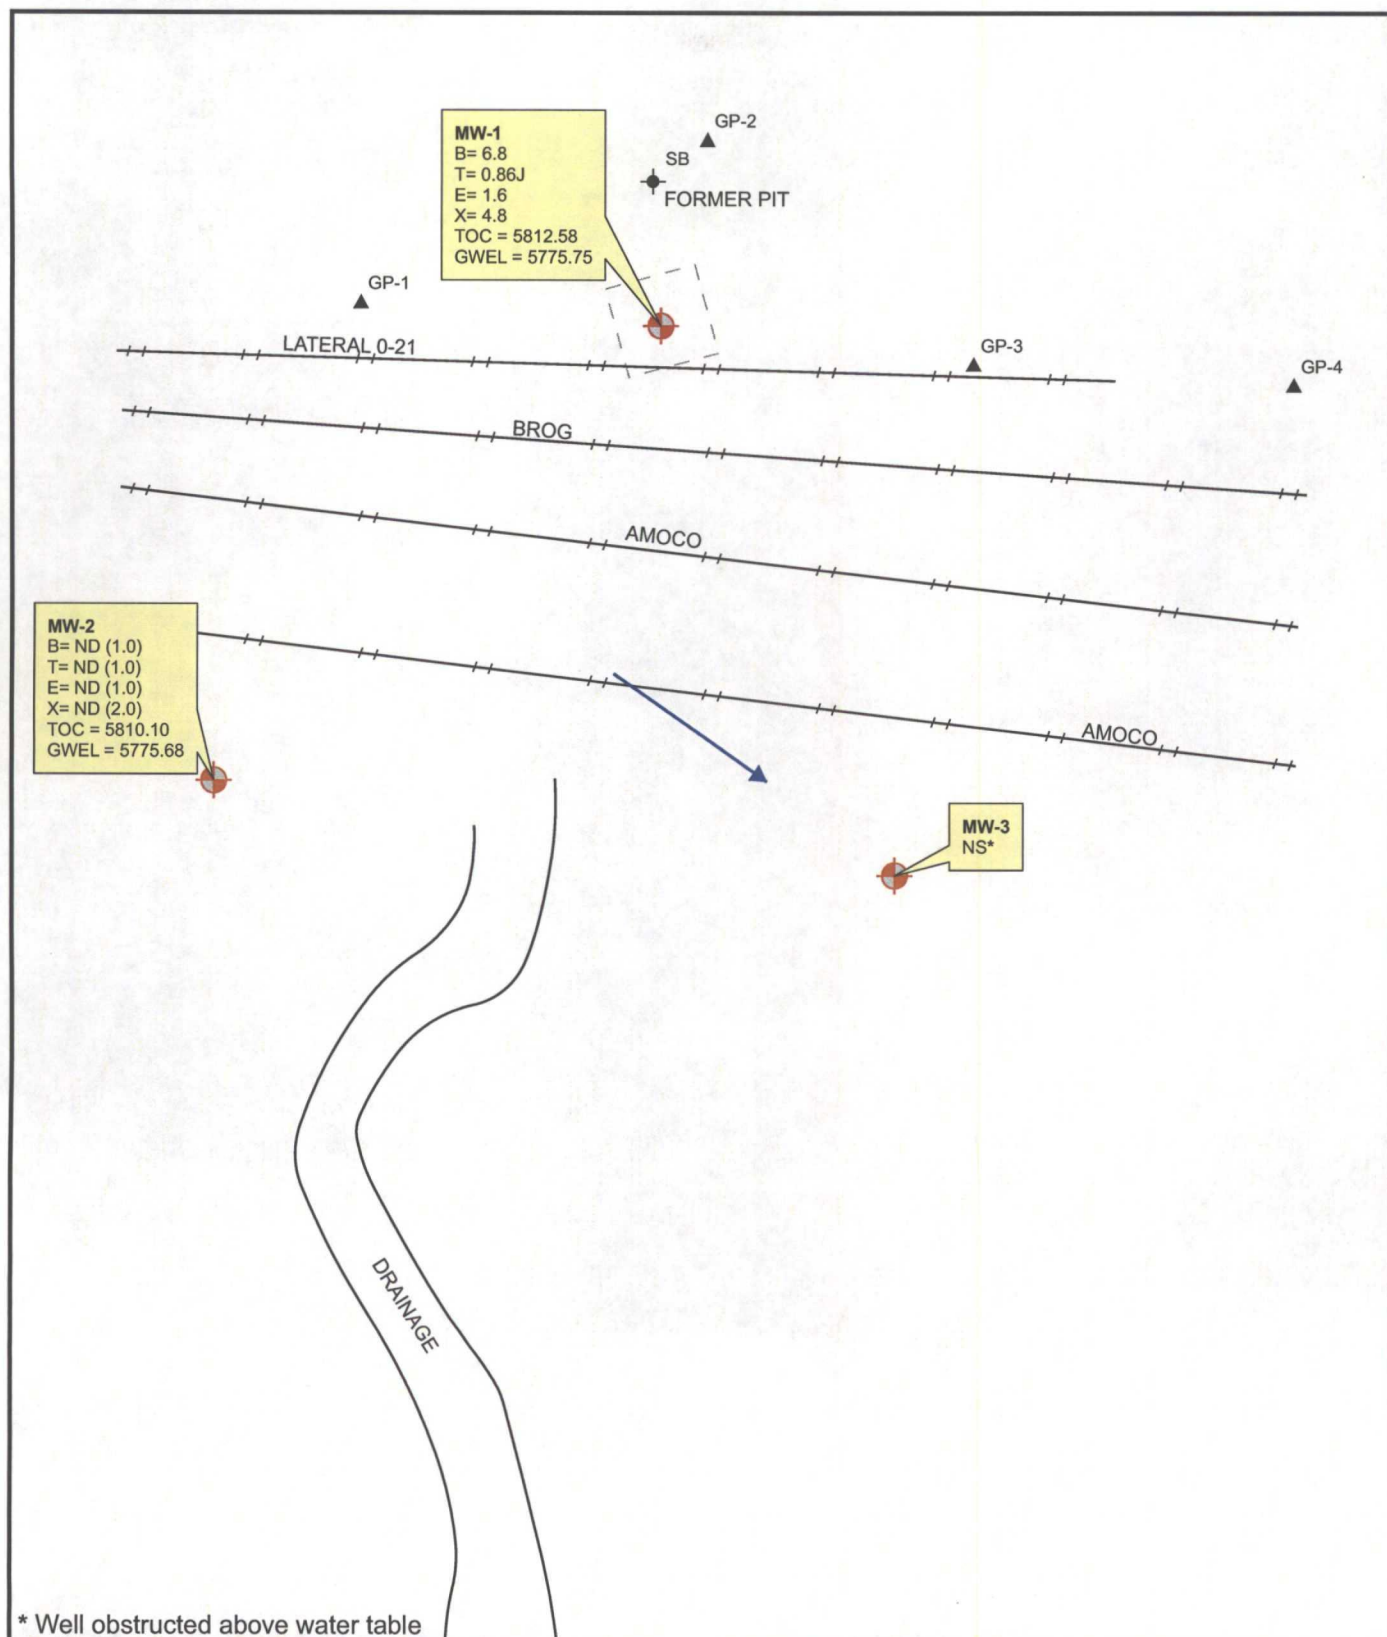 GP-2
MW-1
B= 6.8
T= 0.86J
E= 1.6
X= 4.8
TOC = 5812.58
GWEL = 5775.75
SB
FORMER PIT
GP-1
LATERAL 0-21
GP-3
GP-4
BROG
AMOCO
MW-2
B= ND (1.0)
T= ND (1.0)
E= ND (1.0)
X= ND (2.0)
TOC = 5810.10
GWEL = 5775.68
AMOCO
MW-3
NS*
DRAINAGE
* Well obstructed above water table